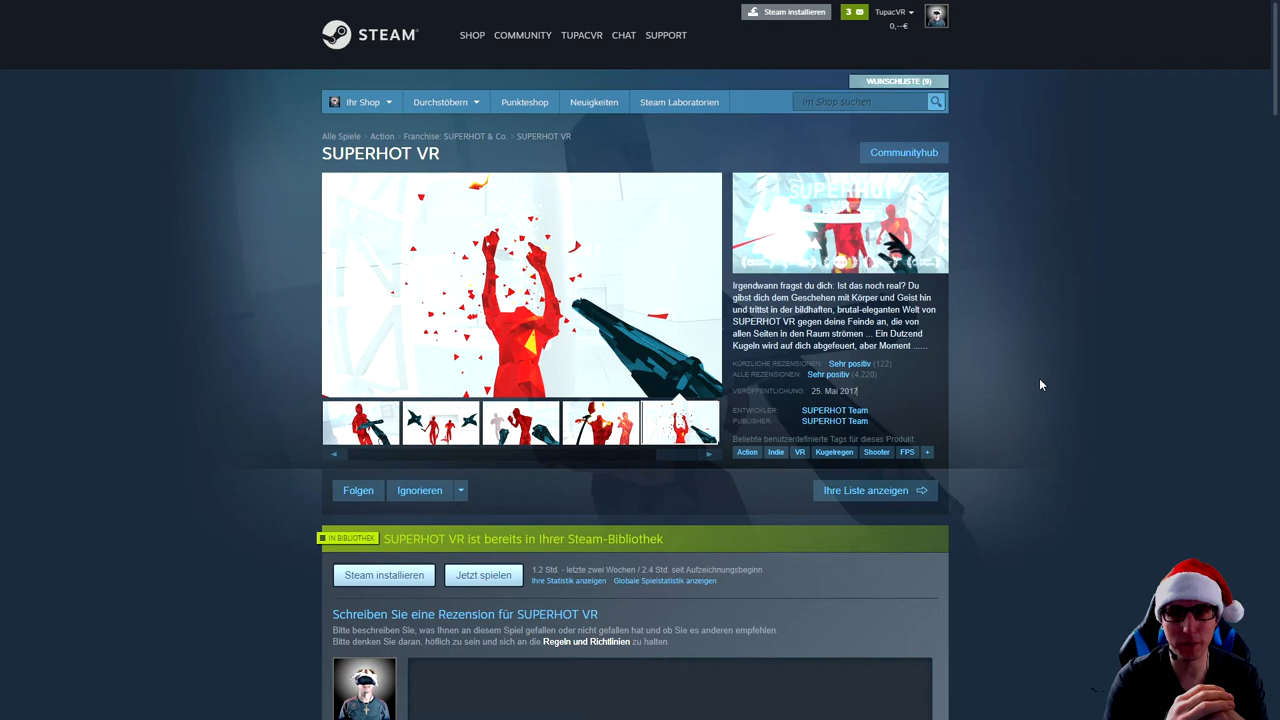 Steam installieren
3
TupacVR
0,--€
STEAM
SHOP COMMUNITY TUPACVR CHAT SUPPORT
WUNSCHLISTE (9)
Ihr Shop Durchstöbern Punkteshop Neuigkeiten Steam Laboratorien
Im Shop suchen
Alle Spiele > Action > Franchise: SUPERHOT & Co. > SUPERHOT VR
SUPERHOT VR
Communityhub
SUPERHOT
VR
Irgendwann fragst du dich: Ist das noch real? Du
gibst dich dem Geschehen mit Körper und Geist hin
und trittst in der bildhaften, brutal-eleganten Welt von
SUPERHOT VR gegen deine Feinde an, die von
allen Seiten in den Raum strömen ... Ein Dutzend
Kugeln wird auf dich abgefeuert, aber Moment ......
KÜRZLICHE REZENSIONEN: Sehr positiv (122)
ALLE REZENSIONEN: Sehr positiv (4,220)
VERÖFFENTLICHUNG: 25. Mai 2017
ENTWICKLER: SUPERHOT Team
PUBLISHER: SUPERHOT Team
Beliebte benutzerdefinierte Tags für dieses Produkt:
Action Indie VR Kugelregen Shooter FPS +
Folgen Ignorieren
Ihre Liste anzeigen
IN BIBLIOTHEK
SUPERHOT VR ist bereits in Ihrer Steam-Bibliothek
Steam installieren Jetzt spielen
1.2 Std. - letzte zwei Wochen / 2.4 Std. seit Aufzeichnungsbeginn
Ihre Statistik anzeigen Globale Spielstatistik anzeigen
Schreiben Sie eine Rezension für SUPERHOT VR
Bitte beschreiben Sie, was Ihnen an diesem Spiel gefallen oder nicht gefallen hat und ob Sie es anderen empfehlen.
Bitte denken Sie daran, höflich zu sein und sich an die Regeln und Richtlinien zu halten.